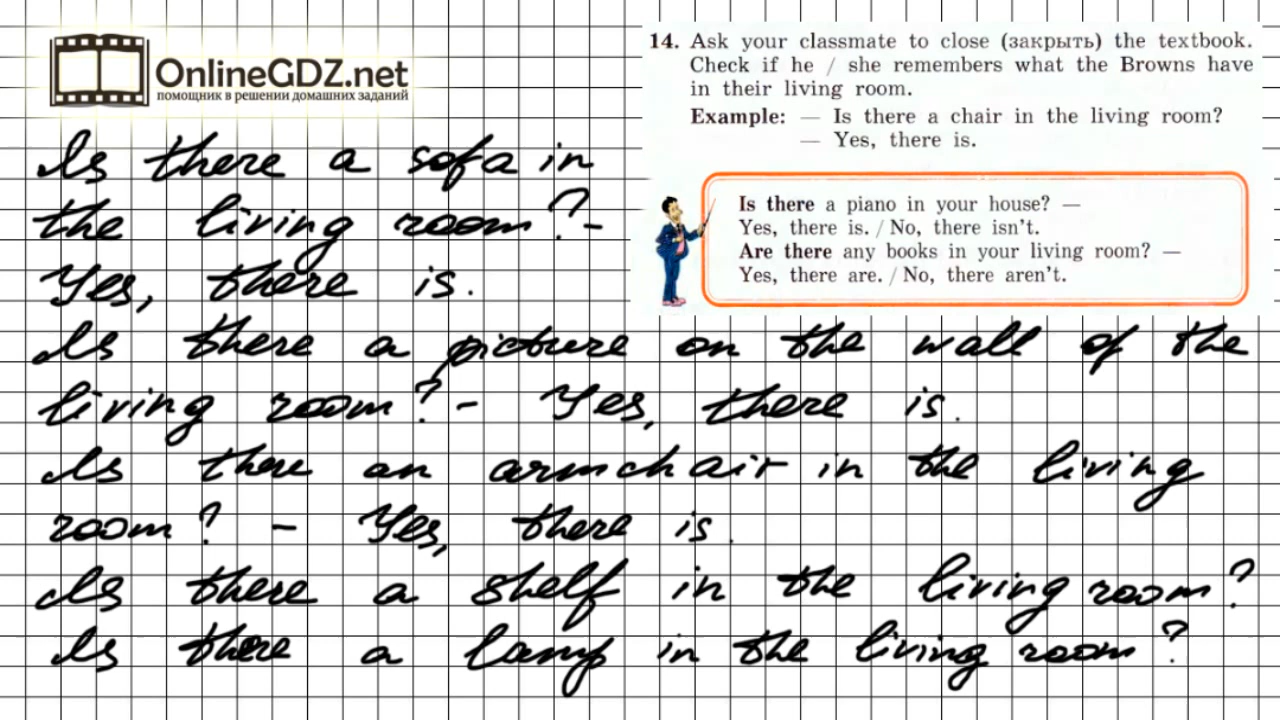 OnlineGDZ.net
помощник в решении домашних заданий
14. Ask your classmate to close (закрыть) the textbook.
Check if he / she remembers what the Browns have
in their living room.
Example: — Is there a chair in the living room?
— Yes, there is.
Is there a piano in your house? —
Yes, there is. / No, there isn't.
Are there any books in your living room? —
Yes, there are. / No, there aren't.
Is there a sofa in
the living room? -
Yes, there is.
Is there a picture on the wall of the
living room? - Yes, there is.
Is there an armchair in the living
room? - Yes, there is.
Is there a shelf in the living room?
Is there a lamp in the living room?